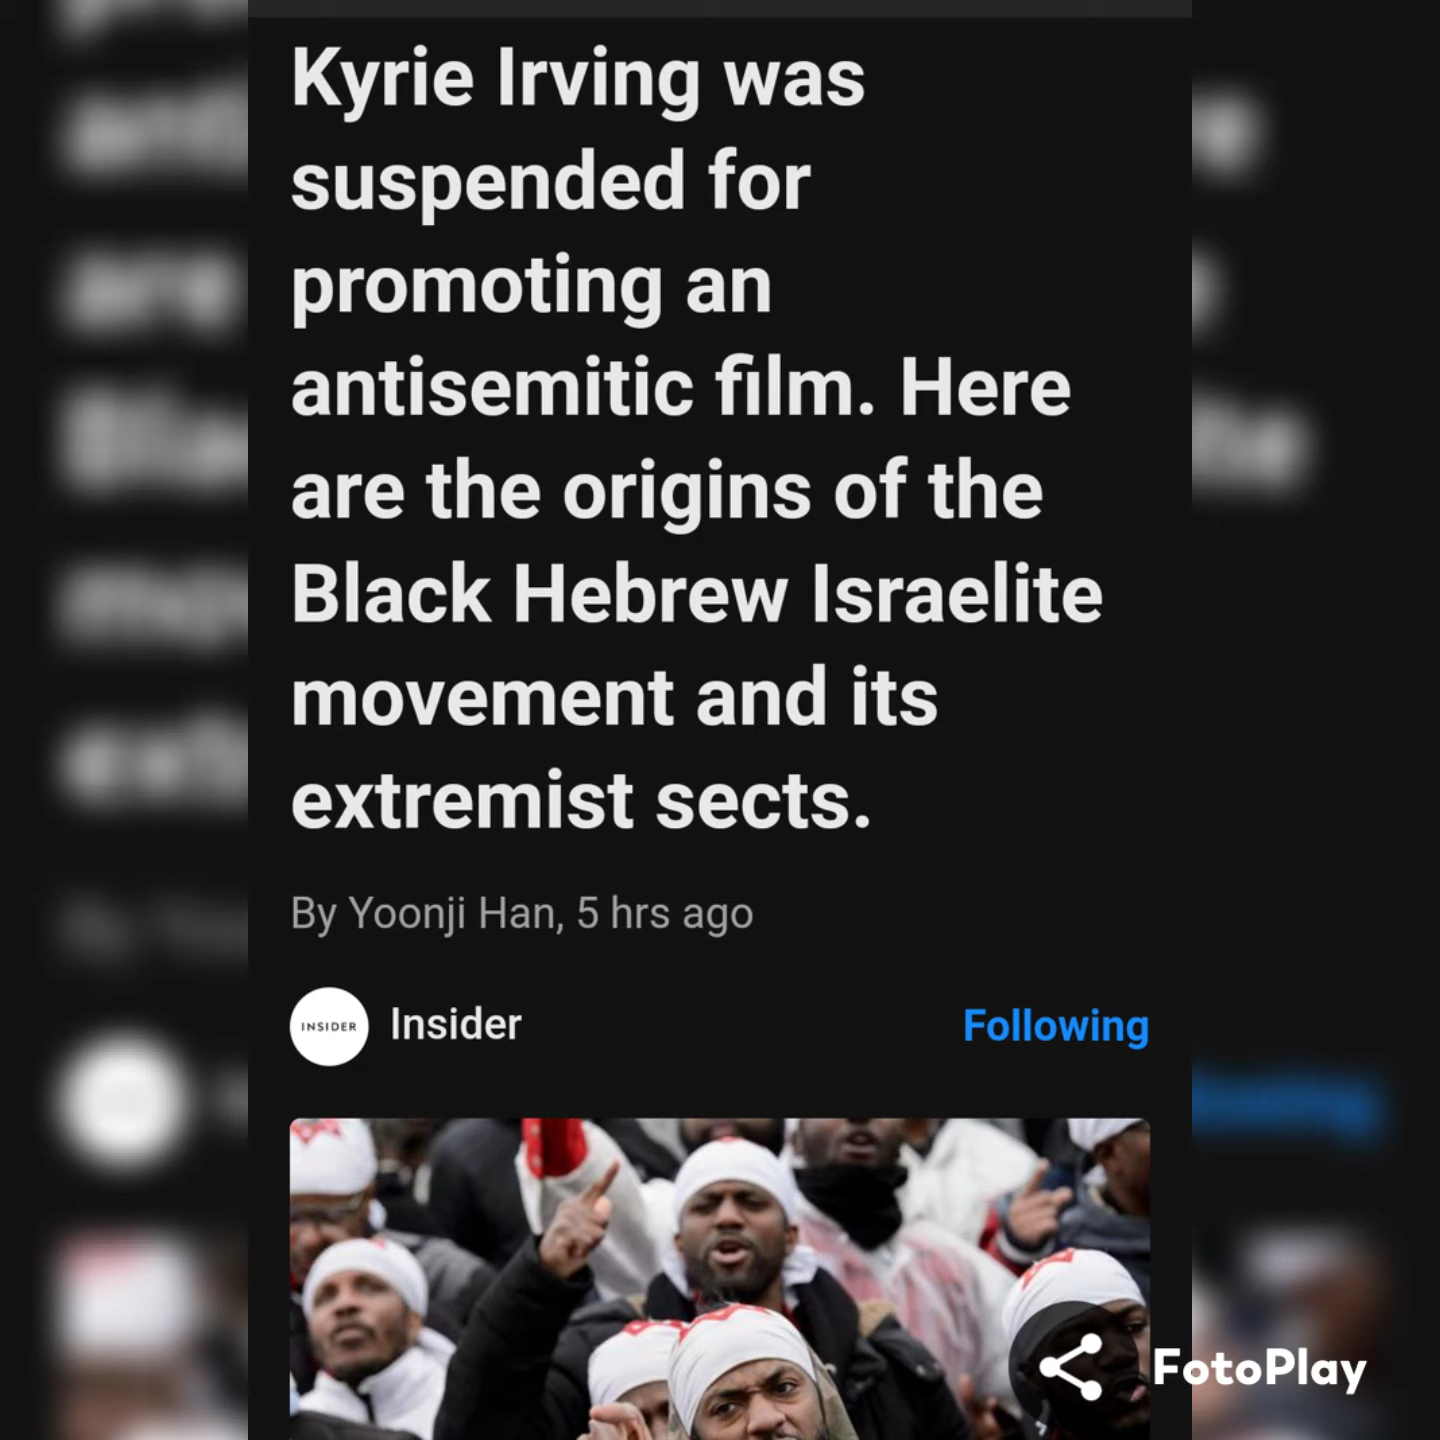 Kyrie Irving was
suspended for
promoting an
antisemitic film. Here
are the origins of the
Black Hebrew Israelite
movement and its
extremist sects.
By Yoonji Han, 5 hrs ago
INSIDER
Insider
Following
FotoPlay